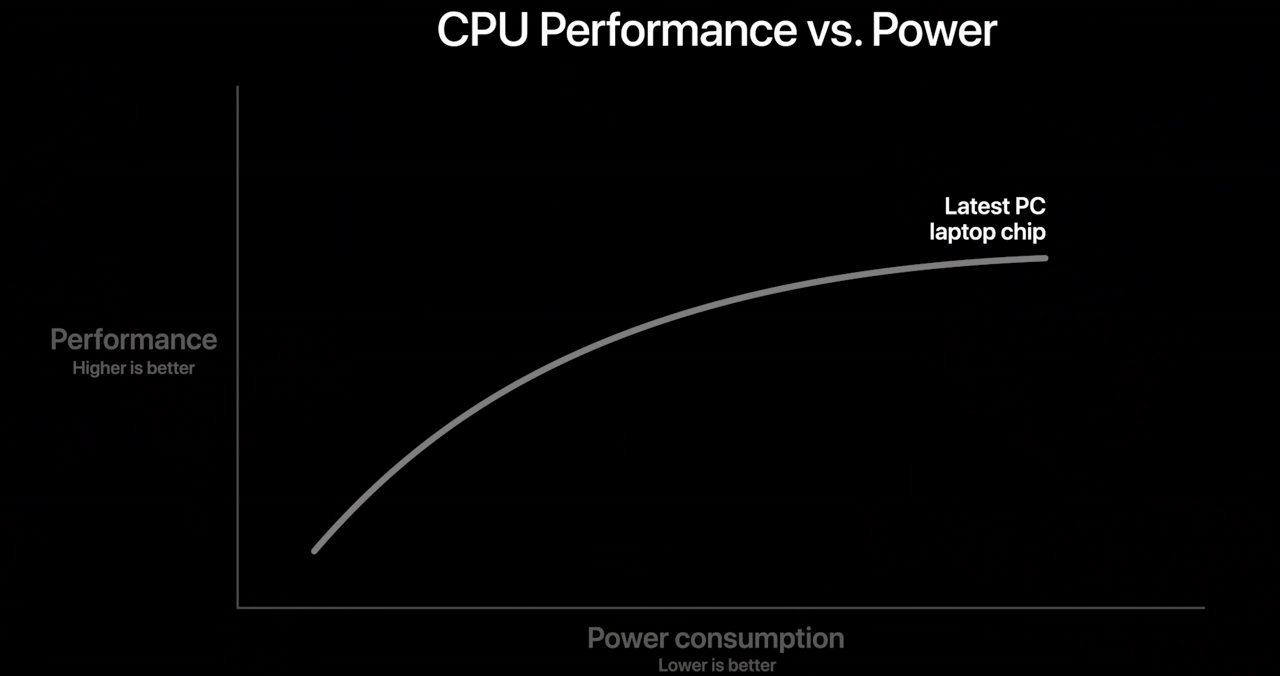 CPU Performance vs. Power
Latest PC
laptop chip
Performance
Higher is better
Power consumption
Lower is better